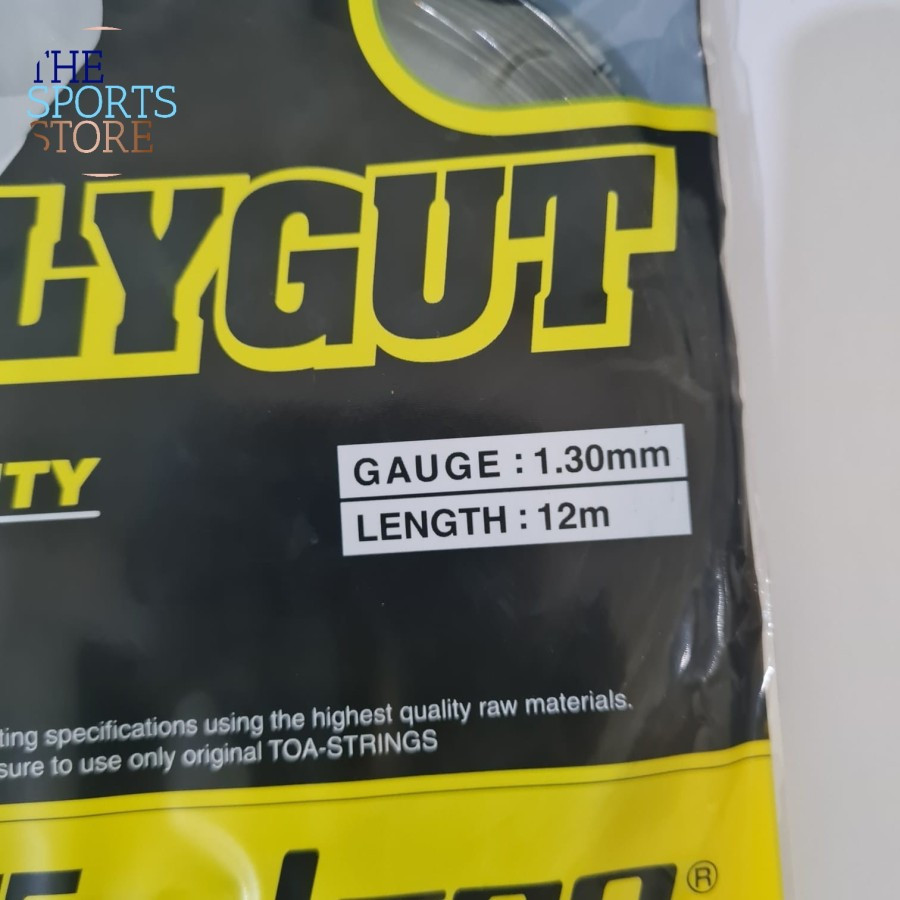 THE
SPORTS
STORE
LYGUT
ITY
GAUGE : 1.30mm
LENGTH : 12m
ting specifications using the highest quality raw materials.
sure to use only original TOA-STRINGS
®